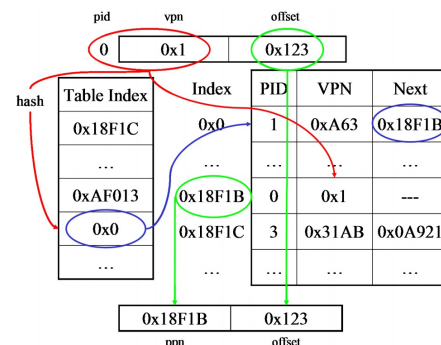 pid vpn offset
0 0x1 0x123
hash
Table Index
0x18F1C
...
0xAF013
0x0
...
Index PID VPN Next
0x0 1 0xA63 0x18F1B
... ... ... ...
0x18F1B 0 0x1 ---
0x18F1C 3 0x31AB 0x0A921
... ... ... ...
0x18F1B 0x123
ppn offset